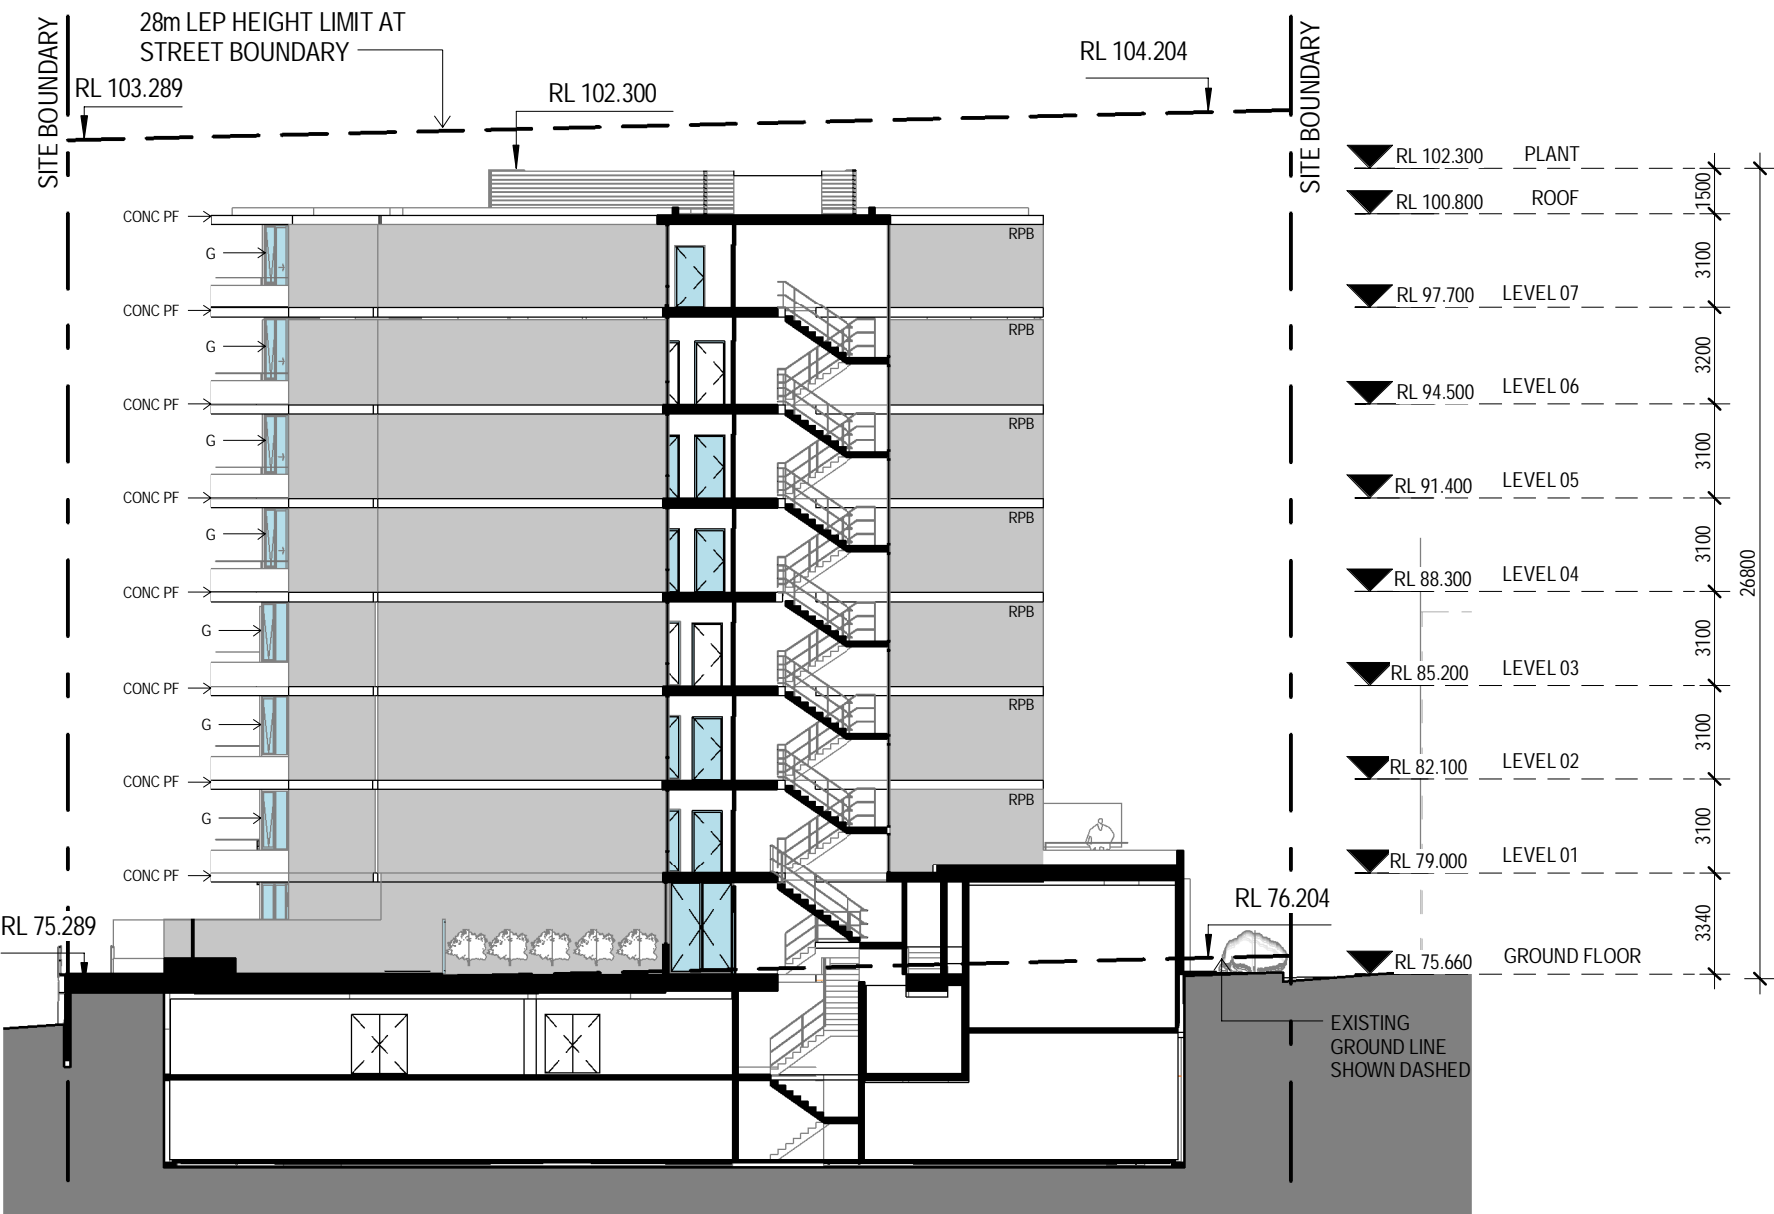 28m LEP HEIGHT LIMIT AT
STREET BOUNDARY
SITE BOUNDARY
RL 103.289
RL 102.300
RL 104.204
SITE BOUNDARY
RL 102.300 PLANT
1500
RL 100.800 ROOF
CONC PF
RPB
G
3100
RL 97.700 LEVEL 07
CONC PF
RPB
G
3200
RL 94.500 LEVEL 06
CONC PF
RPB
G
3100
RL 91.400 LEVEL 05
CONC PF
RPB
G
3100
RL 88.300 LEVEL 04
26800
CONC PF
RPB
G
3100
RL 85.200 LEVEL 03
CONC PF
RPB
G
3100
RL 82.100 LEVEL 02
CONC PF
RPB
G
3100
RL 79.000 LEVEL 01
CONC PF
RL 75.289
RL 76.204
3340
RL 75.660 GROUND FLOOR
EXISTING
GROUND LINE
SHOWN DASHED